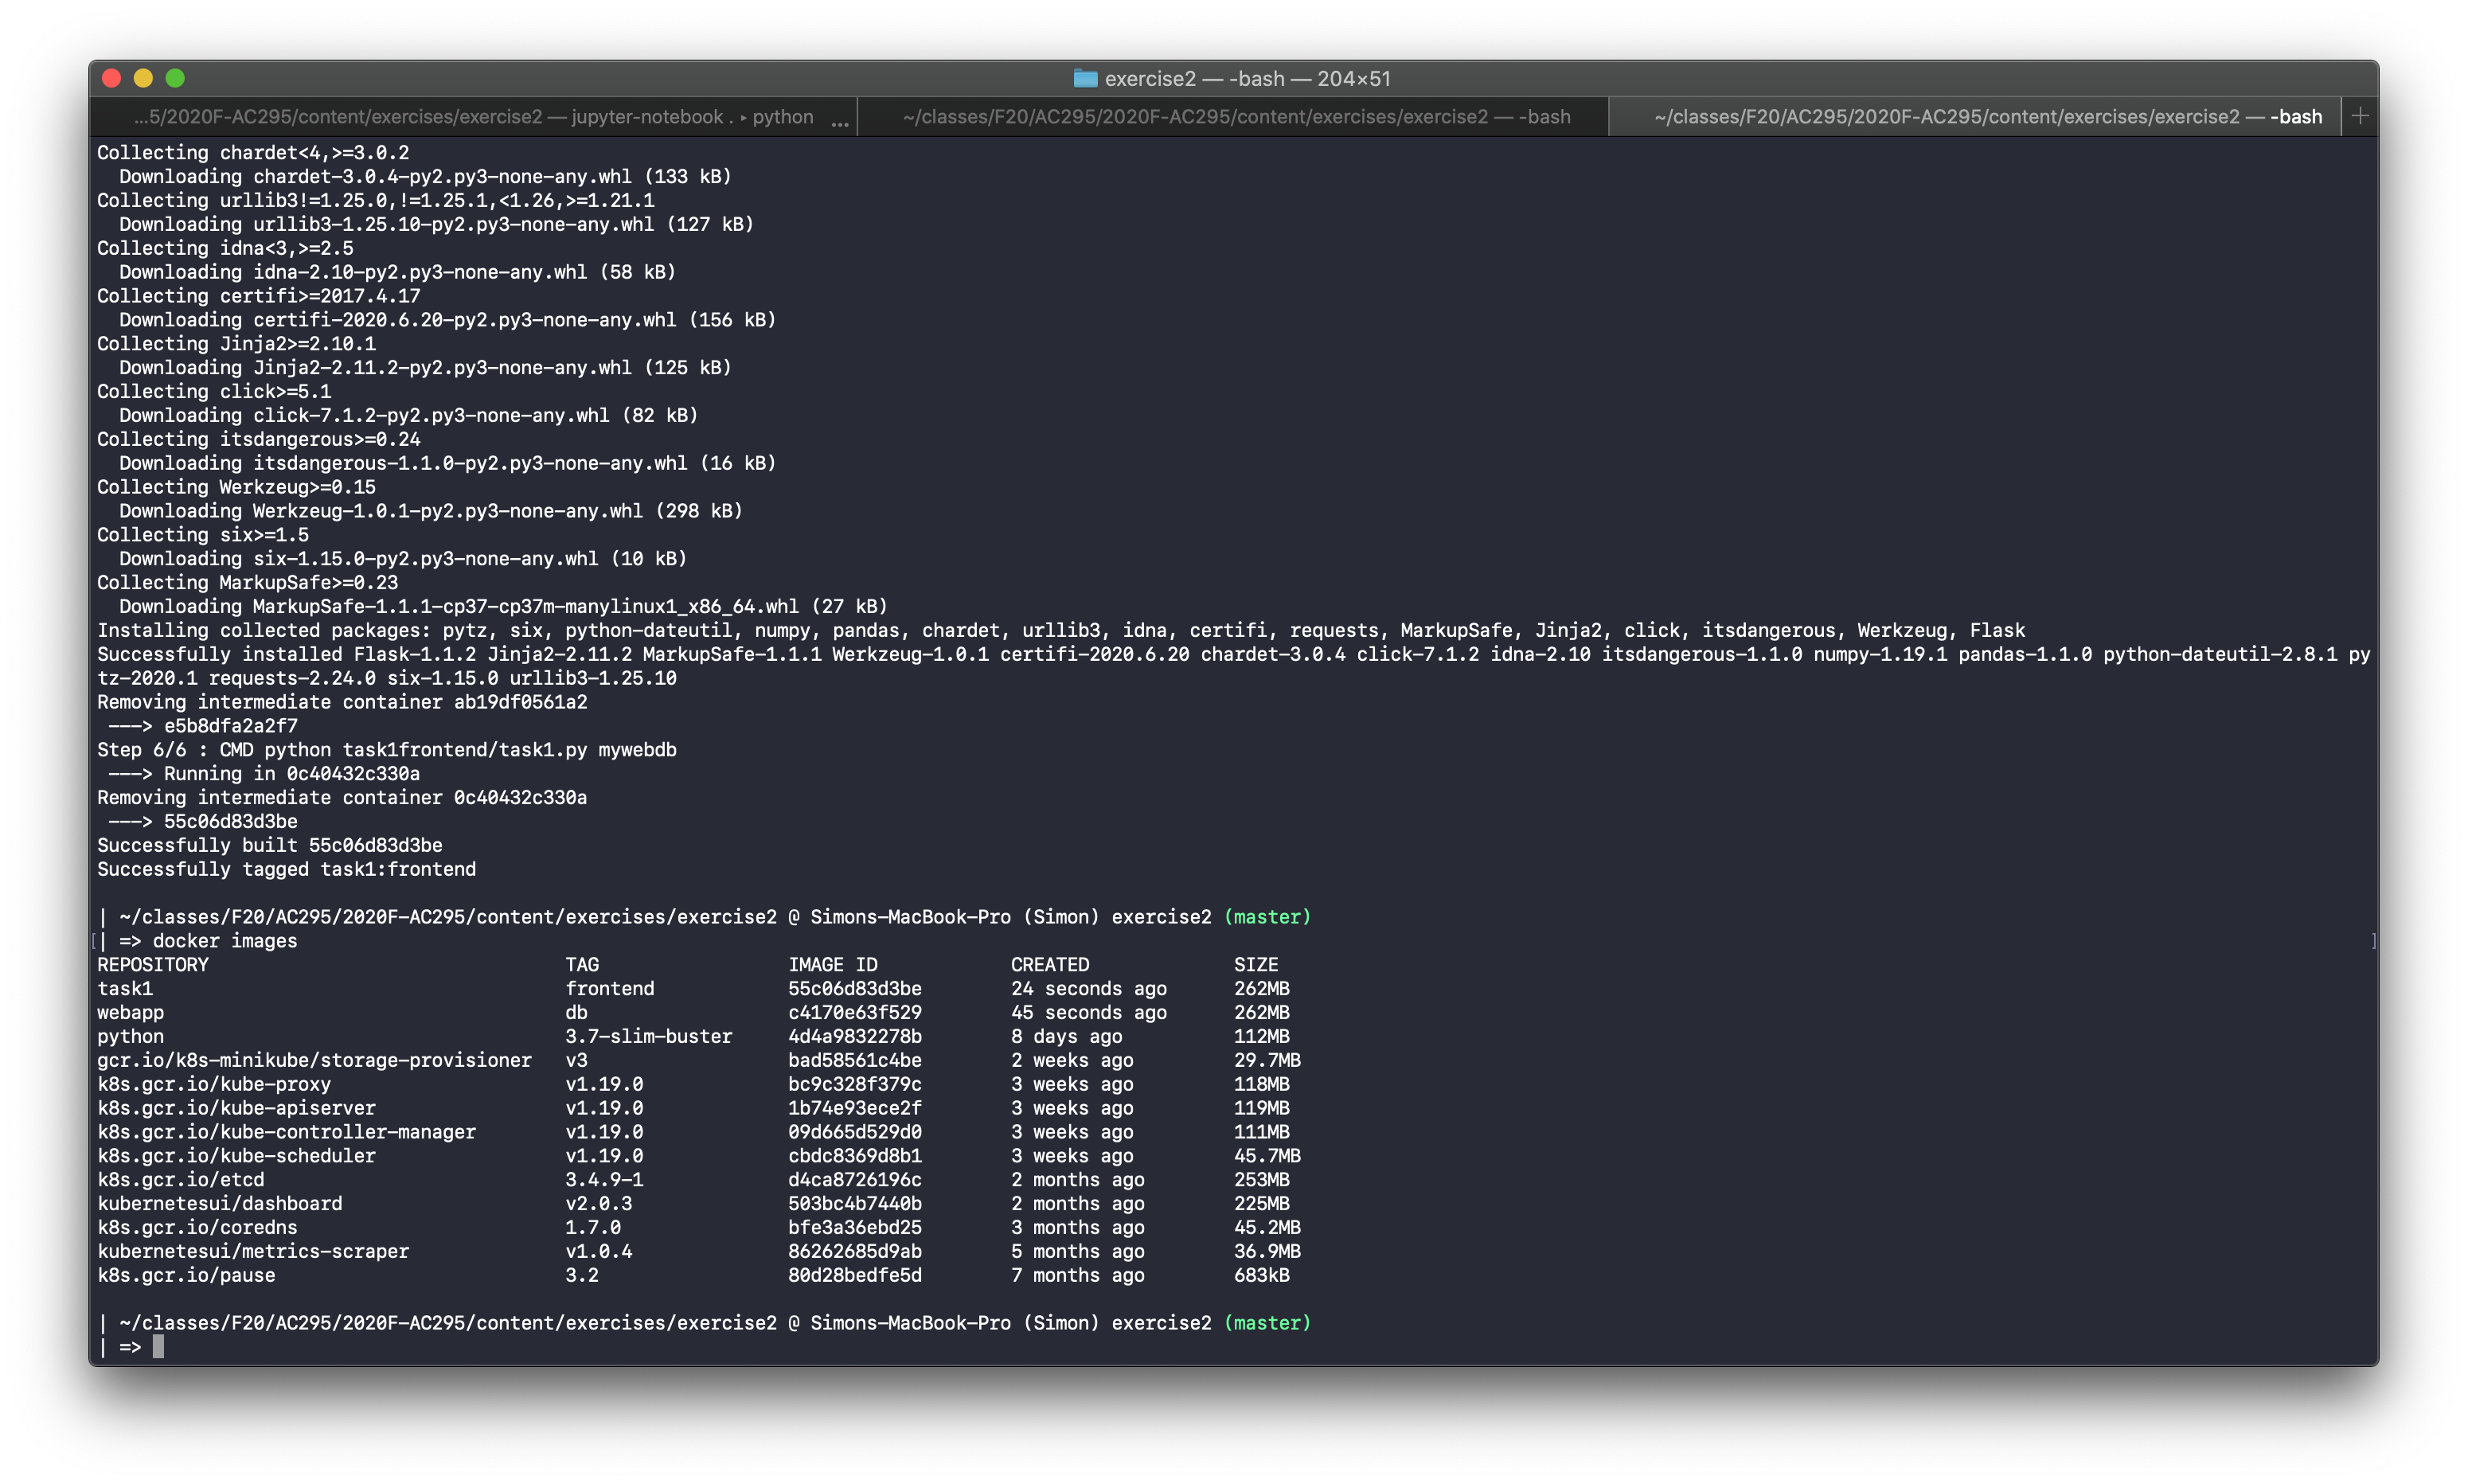 exercise2 — -bash — 204×51
...5/2020F-AC295/content/exercises/exercise2 — jupyter-notebook . ▸ python ...
~/classes/F20/AC295/2020F-AC295/content/exercises/exercise2 — -bash
~/classes/F20/AC295/2020F-AC295/content/exercises/exercise2 — -bash
Collecting chardet<4,>=3.0.2
  Downloading chardet-3.0.4-py2.py3-none-any.whl (133 kB)
Collecting urllib3!=1.25.0,!=1.25.1,<1.26,>=1.21.1
  Downloading urllib3-1.25.10-py2.py3-none-any.whl (127 kB)
Collecting idna<3,>=2.5
  Downloading idna-2.10-py2.py3-none-any.whl (58 kB)
Collecting certifi>=2017.4.17
  Downloading certifi-2020.6.20-py2.py3-none-any.whl (156 kB)
Collecting Jinja2>=2.10.1
  Downloading Jinja2-2.11.2-py2.py3-none-any.whl (125 kB)
Collecting click>=5.1
  Downloading click-7.1.2-py2.py3-none-any.whl (82 kB)
Collecting itsdangerous>=0.24
  Downloading itsdangerous-1.1.0-py2.py3-none-any.whl (16 kB)
Collecting Werkzeug>=0.15
  Downloading Werkzeug-1.0.1-py2.py3-none-any.whl (298 kB)
Collecting six>=1.5
  Downloading six-1.15.0-py2.py3-none-any.whl (10 kB)
Collecting MarkupSafe>=0.23
  Downloading MarkupSafe-1.1.1-cp37-cp37m-manylinux1_x86_64.whl (27 kB)
Installing collected packages: pytz, six, python-dateutil, numpy, pandas, chardet, urllib3, idna, certifi, requests, MarkupSafe, Jinja2, click, itsdangerous, Werkzeug, Flask
Successfully installed Flask-1.1.2 Jinja2-2.11.2 MarkupSafe-1.1.1 Werkzeug-1.0.1 certifi-2020.6.20 chardet-3.0.4 click-7.1.2 idna-2.10 itsdangerous-1.1.0 numpy-1.19.1 pandas-1.1.0 python-dateutil-2.8.1 py
tz-2020.1 requests-2.24.0 six-1.15.0 urllib3-1.25.10
Removing intermediate container ab19df0561a2
 ---> e5b8dfa2a2f7
Step 6/6 : CMD python task1frontend/task1.py mywebdb
 ---> Running in 0c40432c330a
Removing intermediate container 0c40432c330a
 ---> 55c06d83d3be
Successfully built 55c06d83d3be
Successfully tagged task1:frontend
| ~/classes/F20/AC295/2020F-AC295/content/exercises/exercise2 @ Simons-MacBook-Pro (Simon) exercise2 (master)
[| => docker images ]
REPOSITORY TAG IMAGE ID CREATED SIZE
task1 frontend 55c06d83d3be 24 seconds ago 262MB
webapp db c4170e63f529 45 seconds ago 262MB
python 3.7-slim-buster 4d4a9832278b 8 days ago 112MB
gcr.io/k8s-minikube/storage-provisioner v3 bad58561c4be 2 weeks ago 29.7MB
k8s.gcr.io/kube-proxy v1.19.0 bc9c328f379c 3 weeks ago 118MB
k8s.gcr.io/kube-apiserver v1.19.0 1b74e93ece2f 3 weeks ago 119MB
k8s.gcr.io/kube-controller-manager v1.19.0 09d665d529d0 3 weeks ago 111MB
k8s.gcr.io/kube-scheduler v1.19.0 cbdc8369d8b1 3 weeks ago 45.7MB
k8s.gcr.io/etcd 3.4.9-1 d4ca8726196c 2 months ago 253MB
kubernetesui/dashboard v2.0.3 503bc4b7440b 2 months ago 225MB
k8s.gcr.io/coredns 1.7.0 bfe3a36ebd25 3 months ago 45.2MB
kubernetesui/metrics-scraper v1.0.4 86262685d9ab 5 months ago 36.9MB
k8s.gcr.io/pause 3.2 80d28bedfe5d 7 months ago 683kB
| ~/classes/F20/AC295/2020F-AC295/content/exercises/exercise2 @ Simons-MacBook-Pro (Simon) exercise2 (master)
| =>